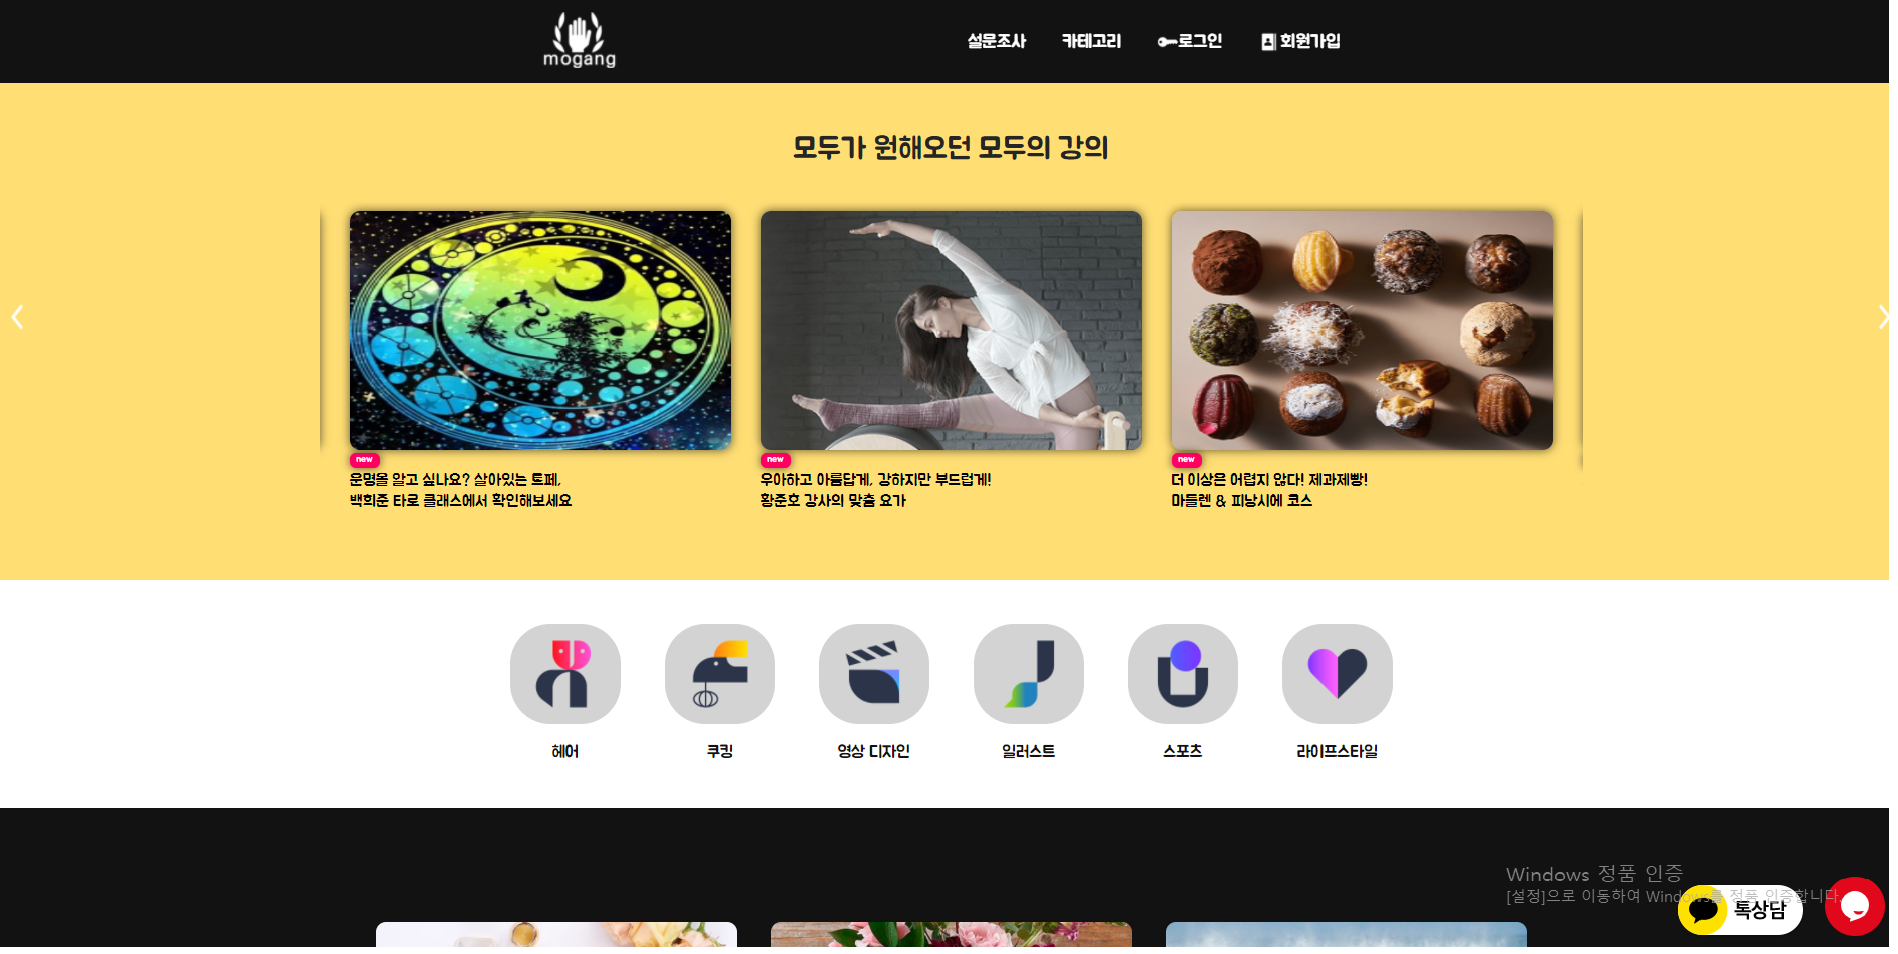 mogang
설문조사 카테고리 로그인 회원가입
모두가 원해오던 모두의 강의
new
운명을 알고 싶나요? 살아있는 토페,
백희준 타로 클래스에서 확인해보세요
new
우아하고 아름답게, 강하지만 부드럽게!
황준호 강사의 맞춤 요가
new
더 이상은 어렵지 않다! 제과제빵!
마들렌 & 피낭시에 코스
헤어 쿠킹 영상 디자인 일러스트 스포츠 라이프스타일
Windows 정품 인증
[설정]으로 이동하여 Windows를 정품 인증합니다.
톡상담